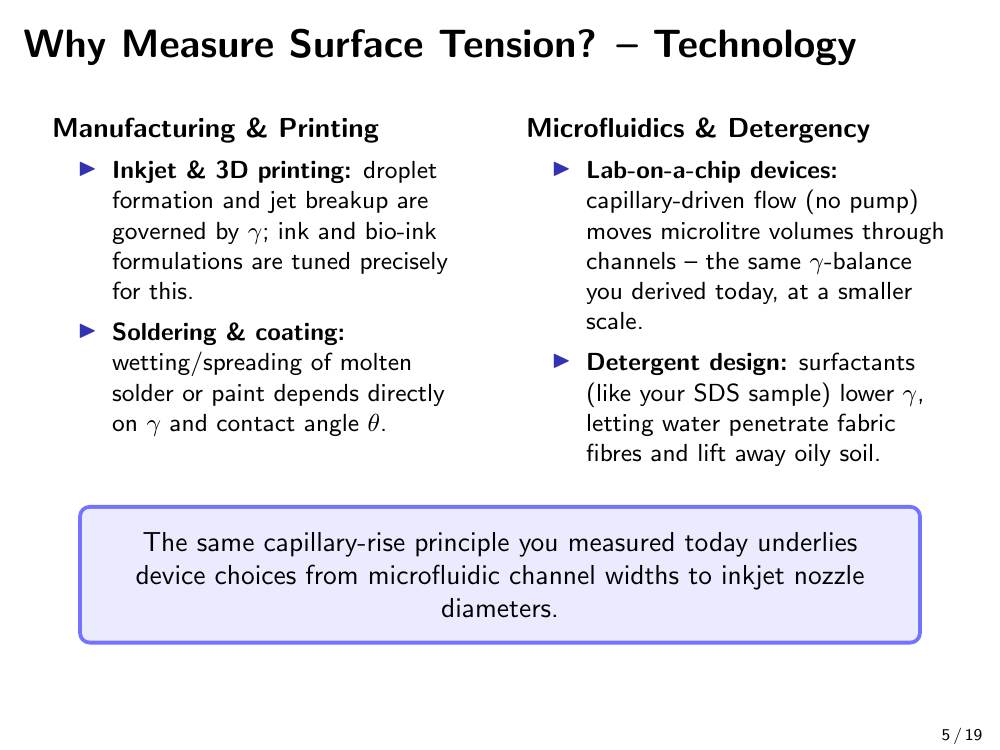 Why Measure Surface Tension? – Technology
Manufacturing & Printing
▶ Inkjet & 3D printing: droplet
formation and jet breakup are
governed by γ; ink and bio-ink
formulations are tuned precisely
for this.
▶ Soldering & coating:
wetting/spreading of molten
solder or paint depends directly
on γ and contact angle θ.
Microfluidics & Detergency
▶ Lab-on-a-chip devices:
capillary-driven flow (no pump)
moves microlitre volumes through
channels – the same γ-balance
you derived today, at a smaller
scale.
▶ Detergent design: surfactants
(like your SDS sample) lower γ,
letting water penetrate fabric
fibres and lift away oily soil.
The same capillary-rise principle you measured today underlies
device choices from microfluidic channel widths to inkjet nozzle
diameters.
5 / 19